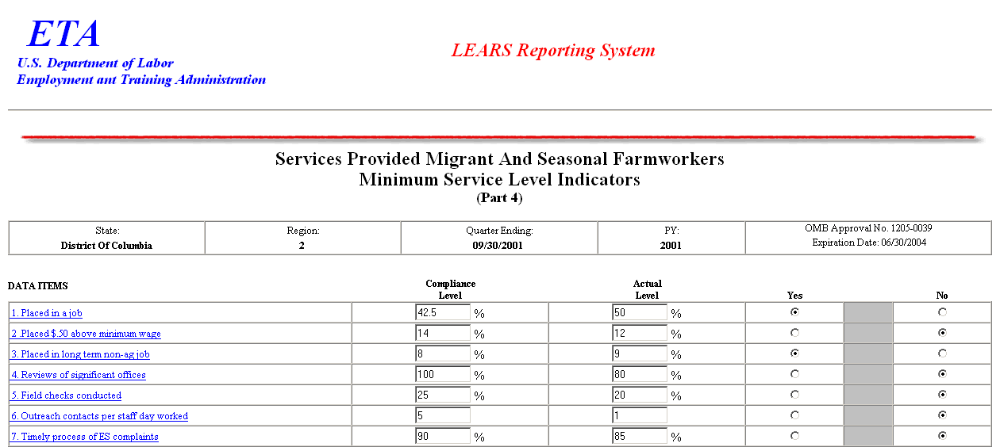 ETA
U.S. Department of Labor
Employment ant Training Administration
LEARS Reporting System
Services Provided Migrant And Seasonal Farmworkers
Minimum Service Level Indicators
(Part 4)
State: Region: Quarter Ending: PY: OMB Approval No. 1205-0039
District Of Columbia 2 09/30/2001 2001 Expiration Date: 06/30/2004
DATA ITEMS Compliance Level Actual Level Yes No
1. Placed in a job 42.5 % 50 %
2 .Placed $.50 above minimum wage 14 % 12 %
3. Placed in long term non-ag job 8 % 9 %
4. Reviews of significant offices 100 % 80 %
5. Field checks conducted 25 % 20 %
6. Outreach contacts per staff day worked 5 1
7. Timely process of ES complaints 90 % 85 %